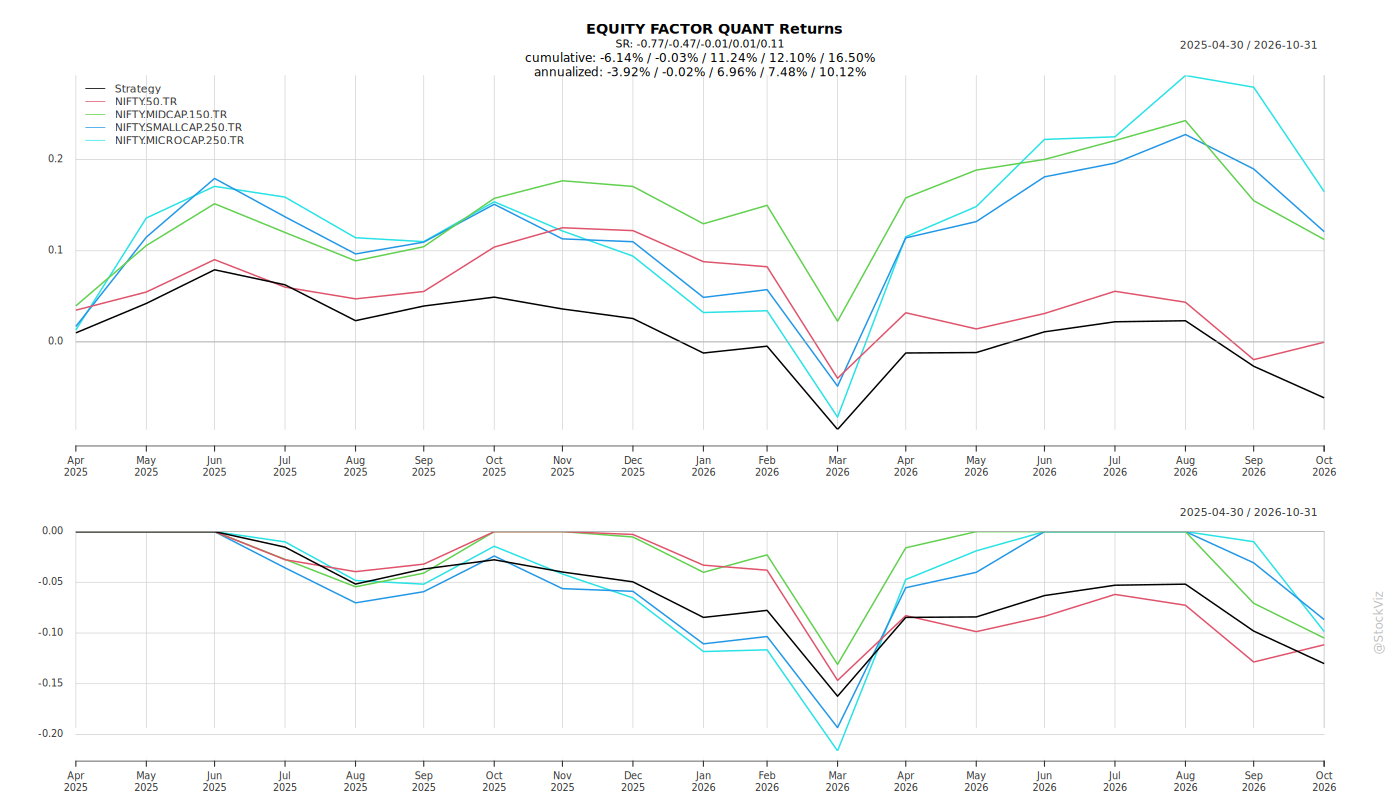 EQUITY FACTOR QUANT Returns
SR: -0.77/-0.47/-0.01/0.01/0.11
2025-04-30 / 2026-10-31
cumulative: -6.14% / -0.03% / 11.24% / 12.10% / 16.50%
annualized: -3.92% / -0.02% / 6.96% / 7.48% / 10.12%
Strategy
NIFTY.50.TR
NIFTY.MIDCAP.150.TR
NIFTY.SMALLCAP.250.TR
NIFTY.MICROCAP.250.TR
0.2
0.1
0.0
Apr May Jun Jul Aug Sep Oct Nov Dec Jan Feb Mar Apr May Jun Jul Aug Sep Oct
2025 2025 2025 2025 2025 2025 2025 2025 2025 2026 2026 2026 2026 2026 2026 2026 2026 2026 2026
2025-04-30 / 2026-10-31
0.00
-0.05
-0.10
-0.15
-0.20
Apr May Jun Jul Aug Sep Oct Nov Dec Jan Feb Mar Apr May Jun Jul Aug Sep Oct
2025 2025 2025 2025 2025 2025 2025 2025 2025 2026 2026 2026 2026 2026 2026 2026 2026 2026 2026
@StockViz